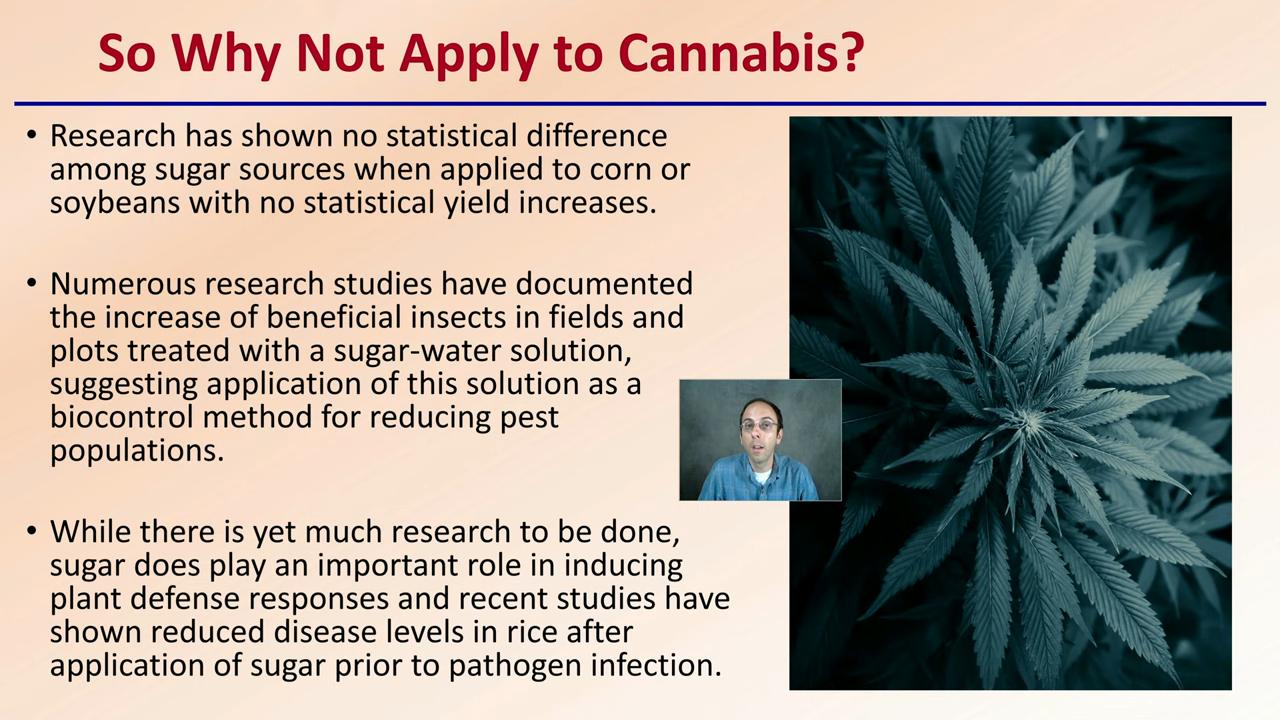 So Why Not Apply to Cannabis?
• Research has shown no statistical difference
among sugar sources when applied to corn or
soybeans with no statistical yield increases.
• Numerous research studies have documented
the increase of beneficial insects in fields and
plots treated with a sugar-water solution,
suggesting application of this solution as a
biocontrol method for reducing pest
populations.
• While there is yet much research to be done,
sugar does play an important role in inducing
plant defense responses and recent studies have
shown reduced disease levels in rice after
application of sugar prior to pathogen infection.